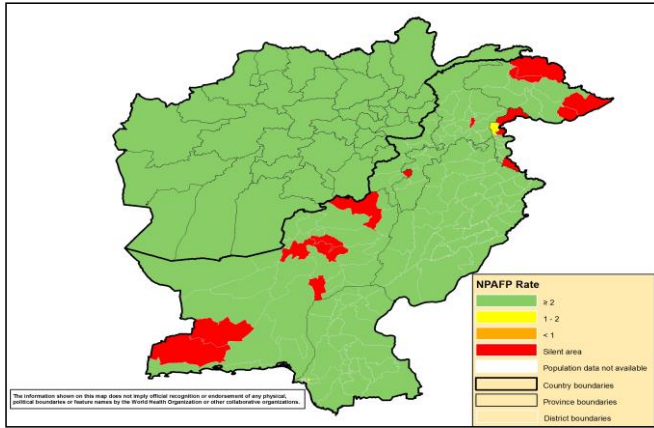 NPAFP Rate
≥ 2
1 - 2
< 1
Silent area
Population data not available
Country boundaries
Province boundaries
District boundaries
The information shown on this map does not imply official recognition or endorsement of any physical,
political boundaries or feature names by the World Health Organization or other collaborative organizations.